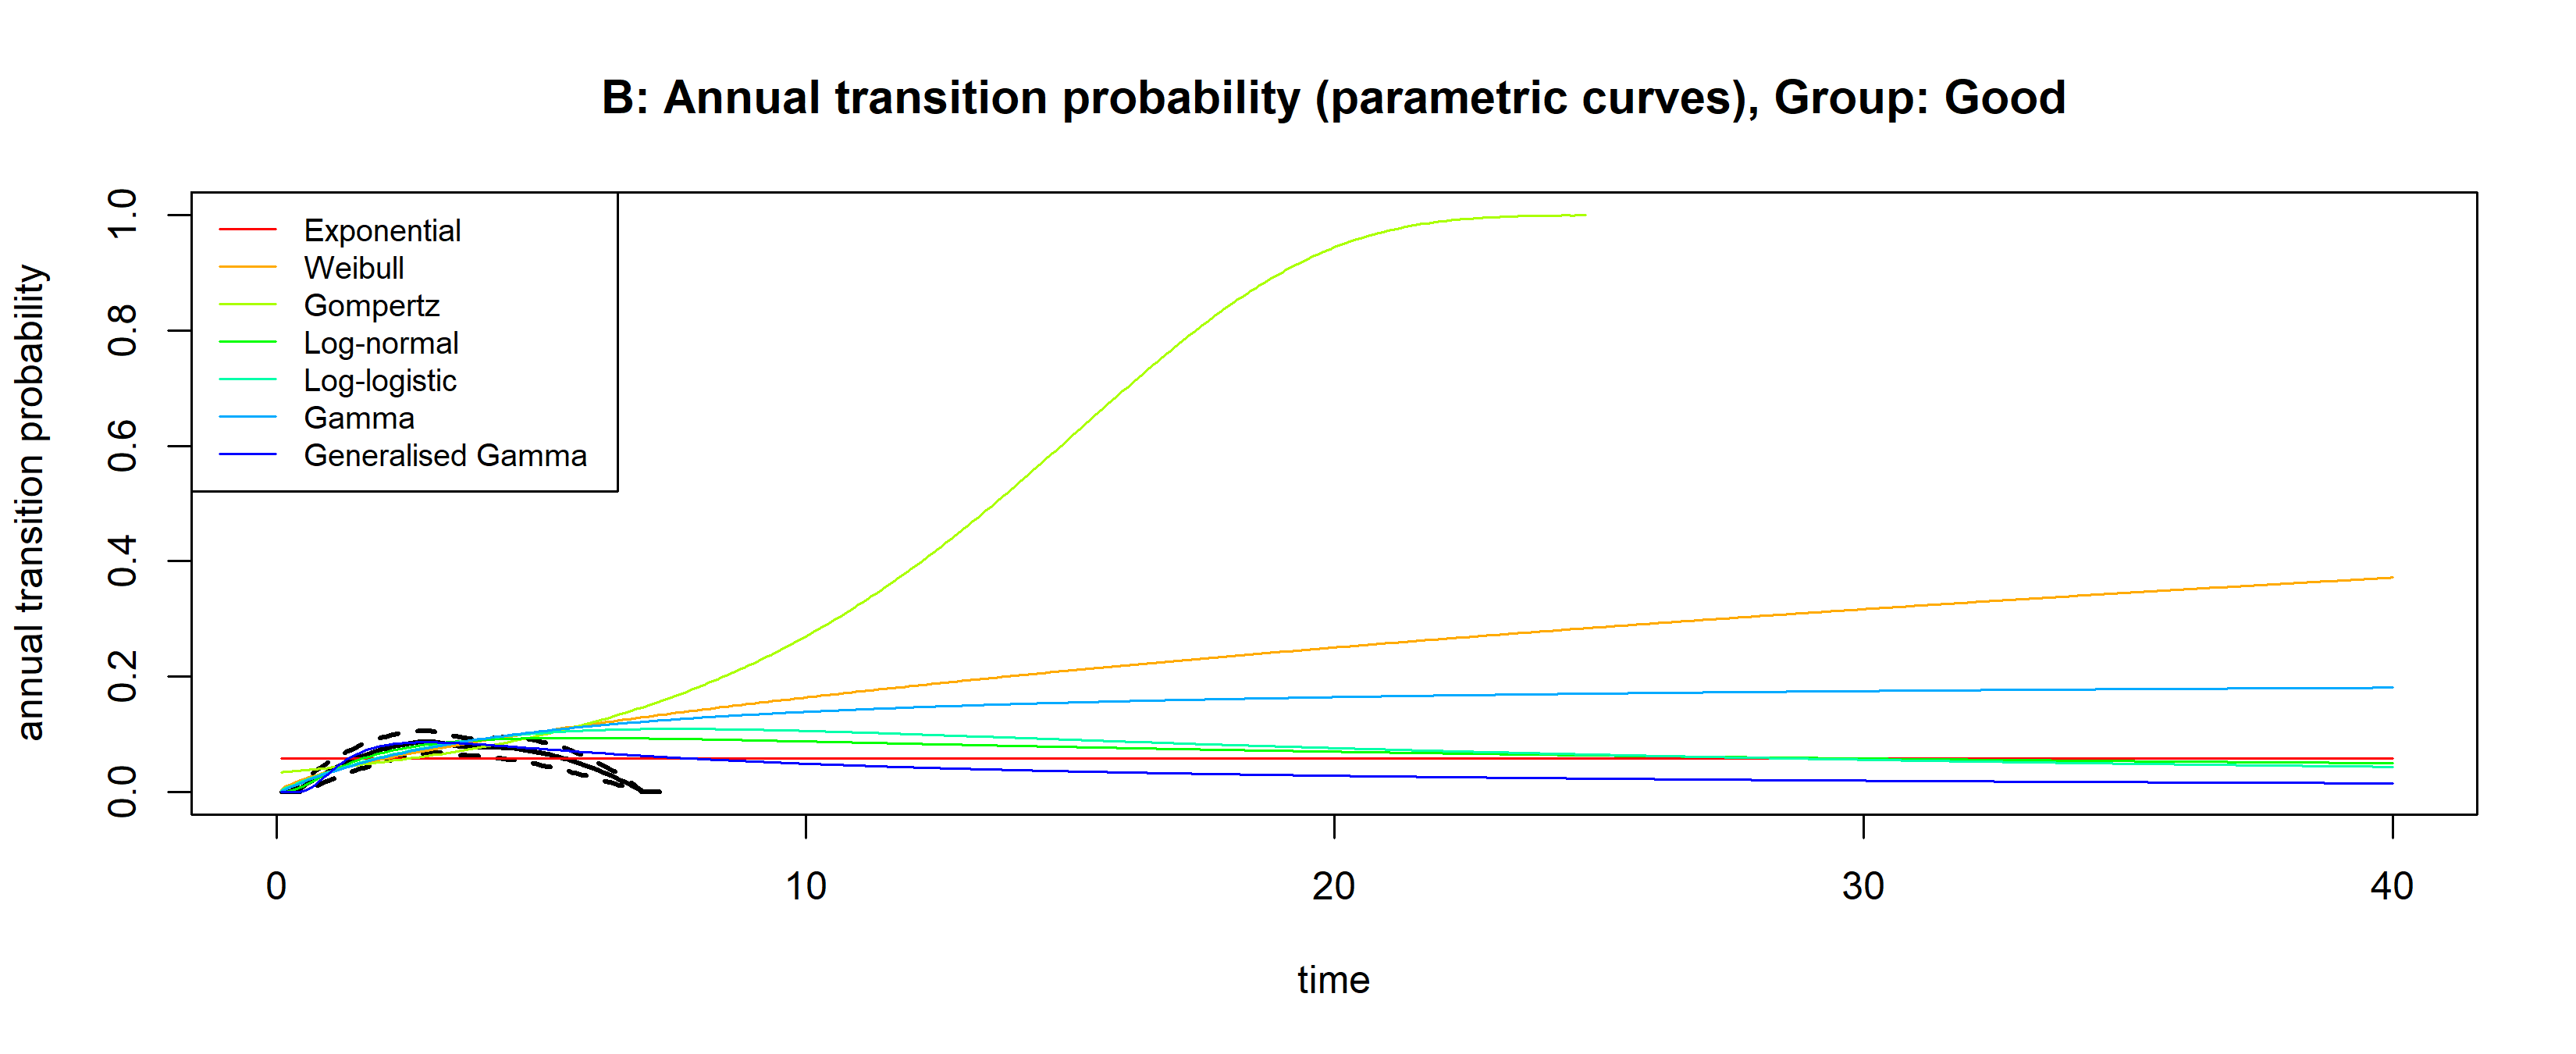 B: Annual transition probability (parametric curves), Group: Good
annual transition probability
1.0
0.8
0.6
0.4
0.2
0.0
Exponential
Weibull
Gompertz
Log-normal
Log-logistic
Gamma
Generalised Gamma
0 10 20 30 40
time